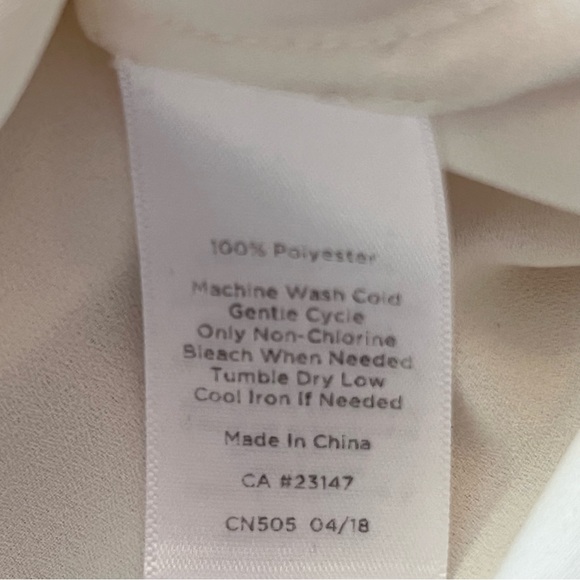 100% Polyester
Machine Wash Cold
Gentle Cycle
Only Non-Chlorine
Bleach When Needed
Tumble Dry Low
Cool Iron If Needed
Made In China
CA #23147
CN505 04/18